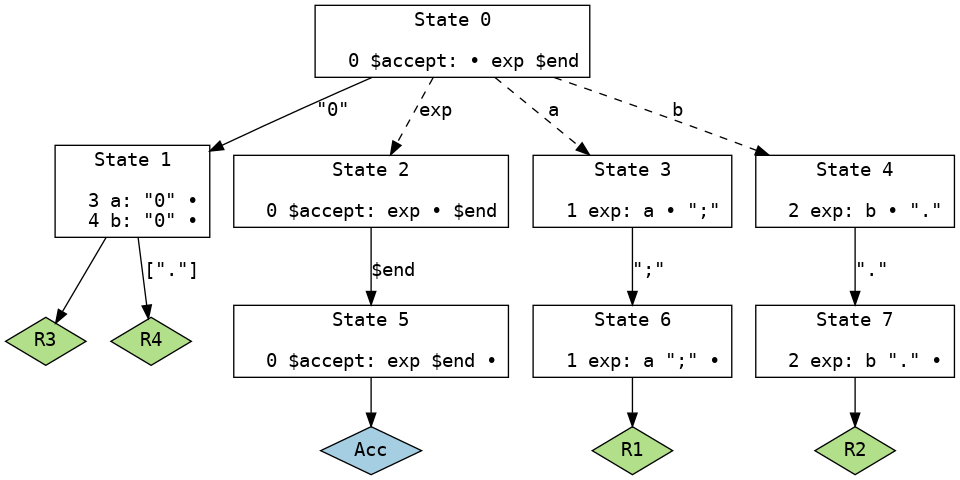 State 0
0 $accept: • exp $end
"0"
exp
a
b
State 1
3 a: "0" •
4 b: "0" •
State 2
0 $accept: exp • $end
State 3
1 exp: a • ";"
State 4
2 exp: b • "."
["."]
$end
";"
"."
R3
R4
State 5
0 $accept: exp $end •
State 6
1 exp: a ";" •
State 7
2 exp: b "." •
Acc
R1
R2